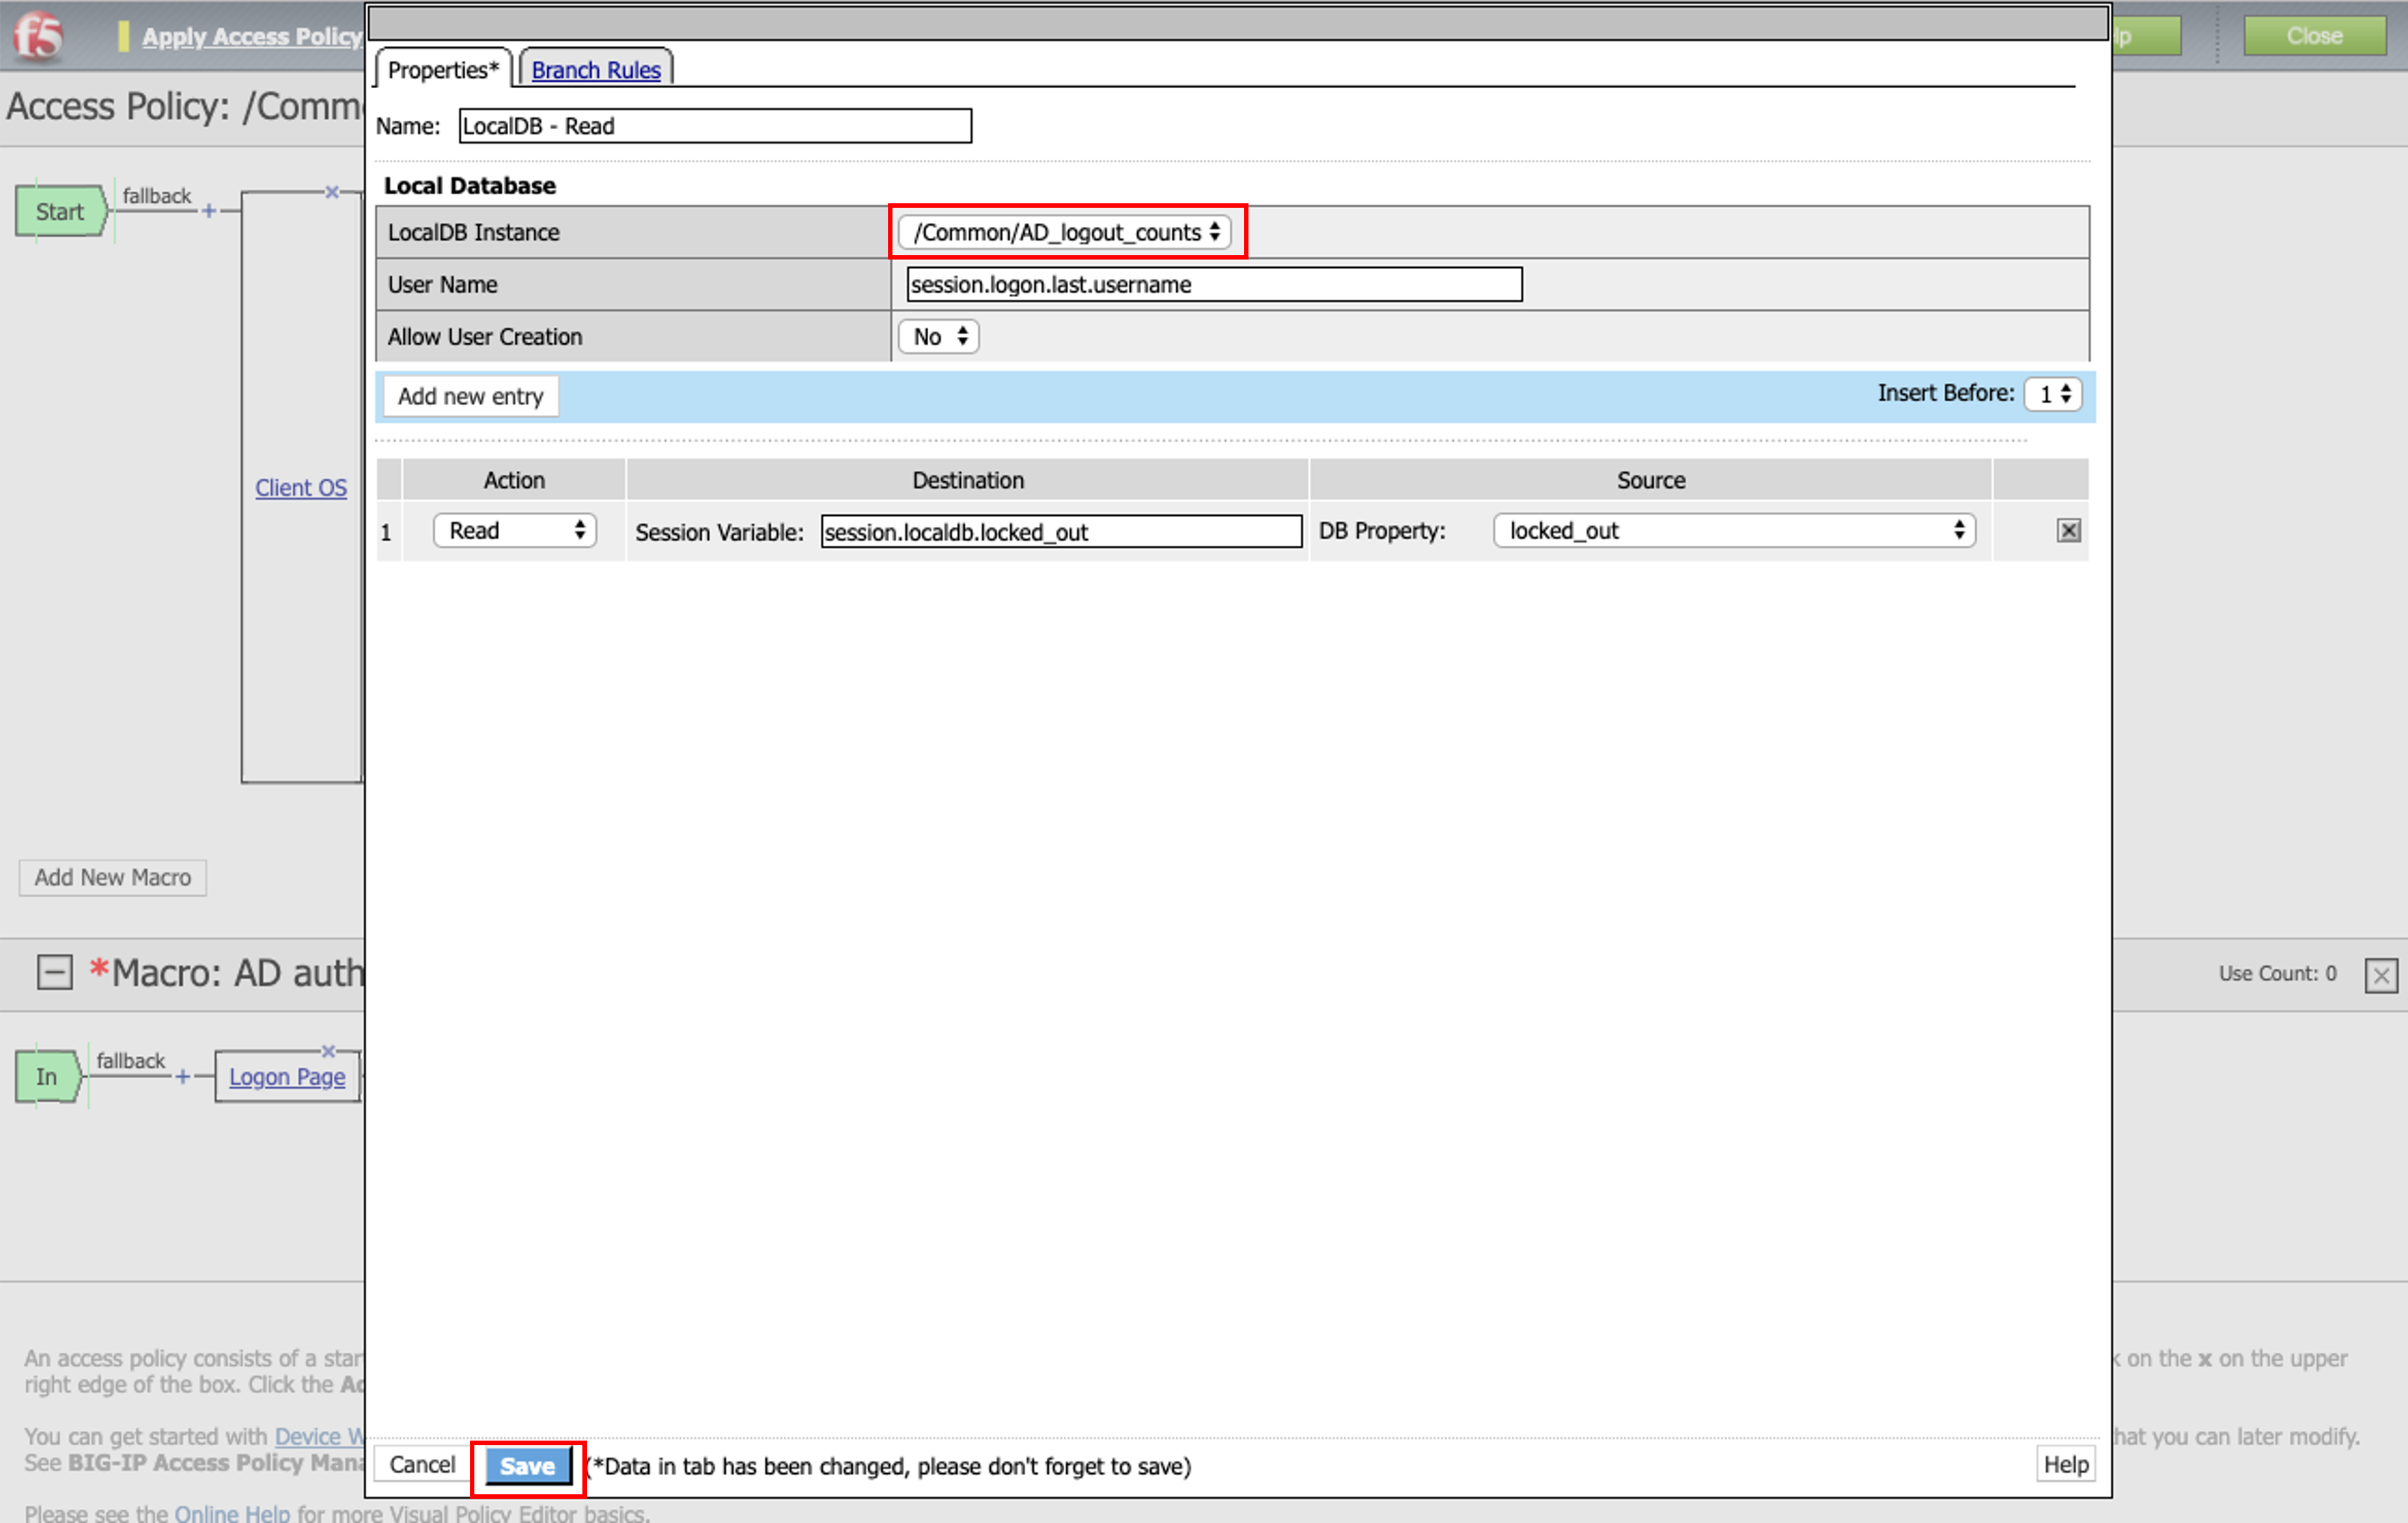 f5
Apply Access Policy
Close
Properties*
Branch Rules
Access Policy: /Comm
Name: LocalDB - Read
Local Database
LocalDB Instance /Common/AD_logout_counts
User Name session.logon.last.username
Allow User Creation No
Add new entry
Insert Before: 1
Action Destination Source
1 Read Session Variable: session.localdb.locked_out DB Property: locked_out
Start
fallback
Client OS
Add New Macro
*Macro: AD auth
Use Count: 0
In
fallback
Logon Page
An access policy consists of a star
k on the x on the upper
right edge of the box. Click the Ac
You can get started with Device W
hat you can later modify.
See BIG-IP Access Policy Mana
Cancel
Save
(*Data in tab has been changed, please don't forget to save)
Help
Please see the Online Help for more Visual Policy Editor basics.